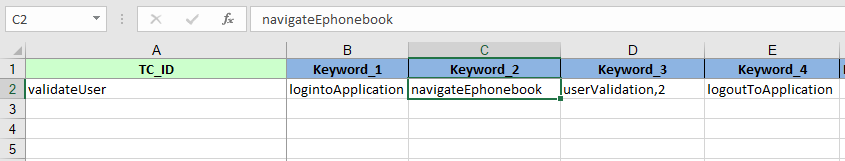 C2 fx navigateEphonebook
A B C D E
1 TC_ID Keyword_1 Keyword_2 Keyword_3 Keyword_4
2 validateUser logintoApplication navigateEphonebook userValidation,2 logoutToApplication
3
4
5